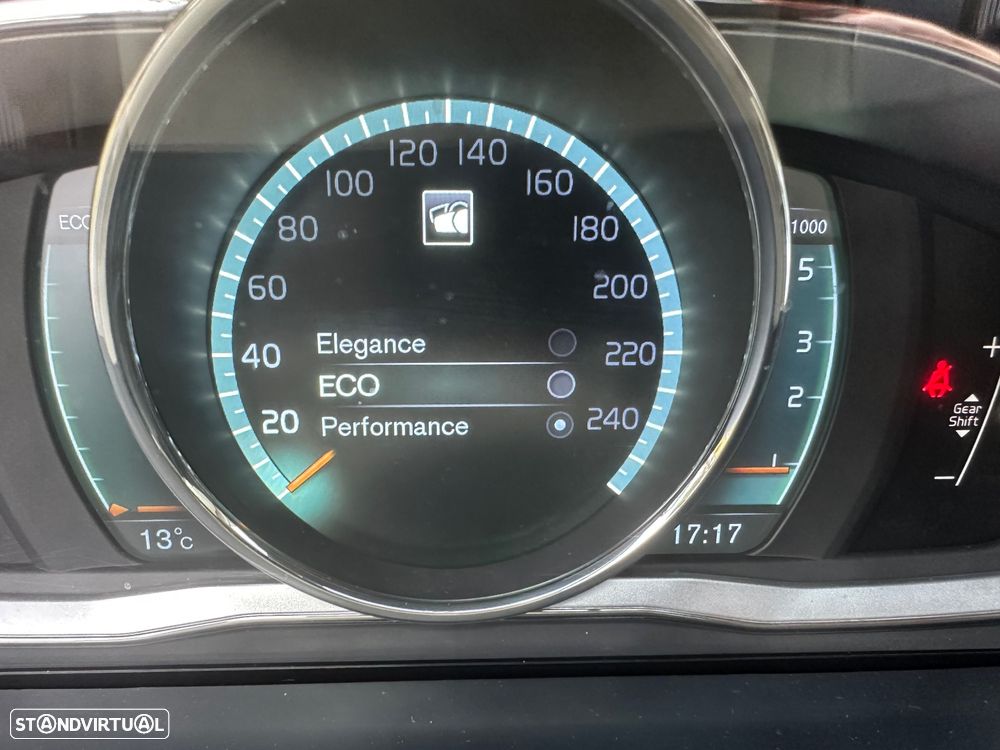 120 140
100 160
80 180
60 200
40 220
20 240
Elegance
ECO
Performance
ECO
13°C
1000
5
3
2
1
17:17
+
Gear
Shift
−
STANDVIRTUAL